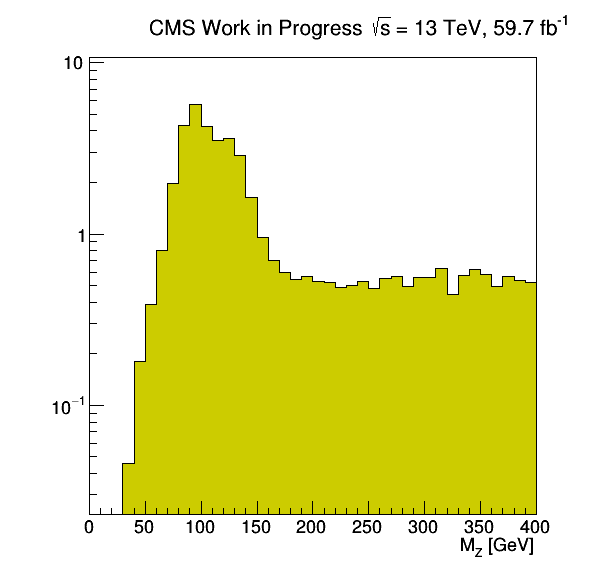 CMS Work in Progress √s = 13 TeV, 59.7 fb⁻¹
10
1
10⁻¹
0 50 100 150 200 250 300 350 400
M_Z [GeV]